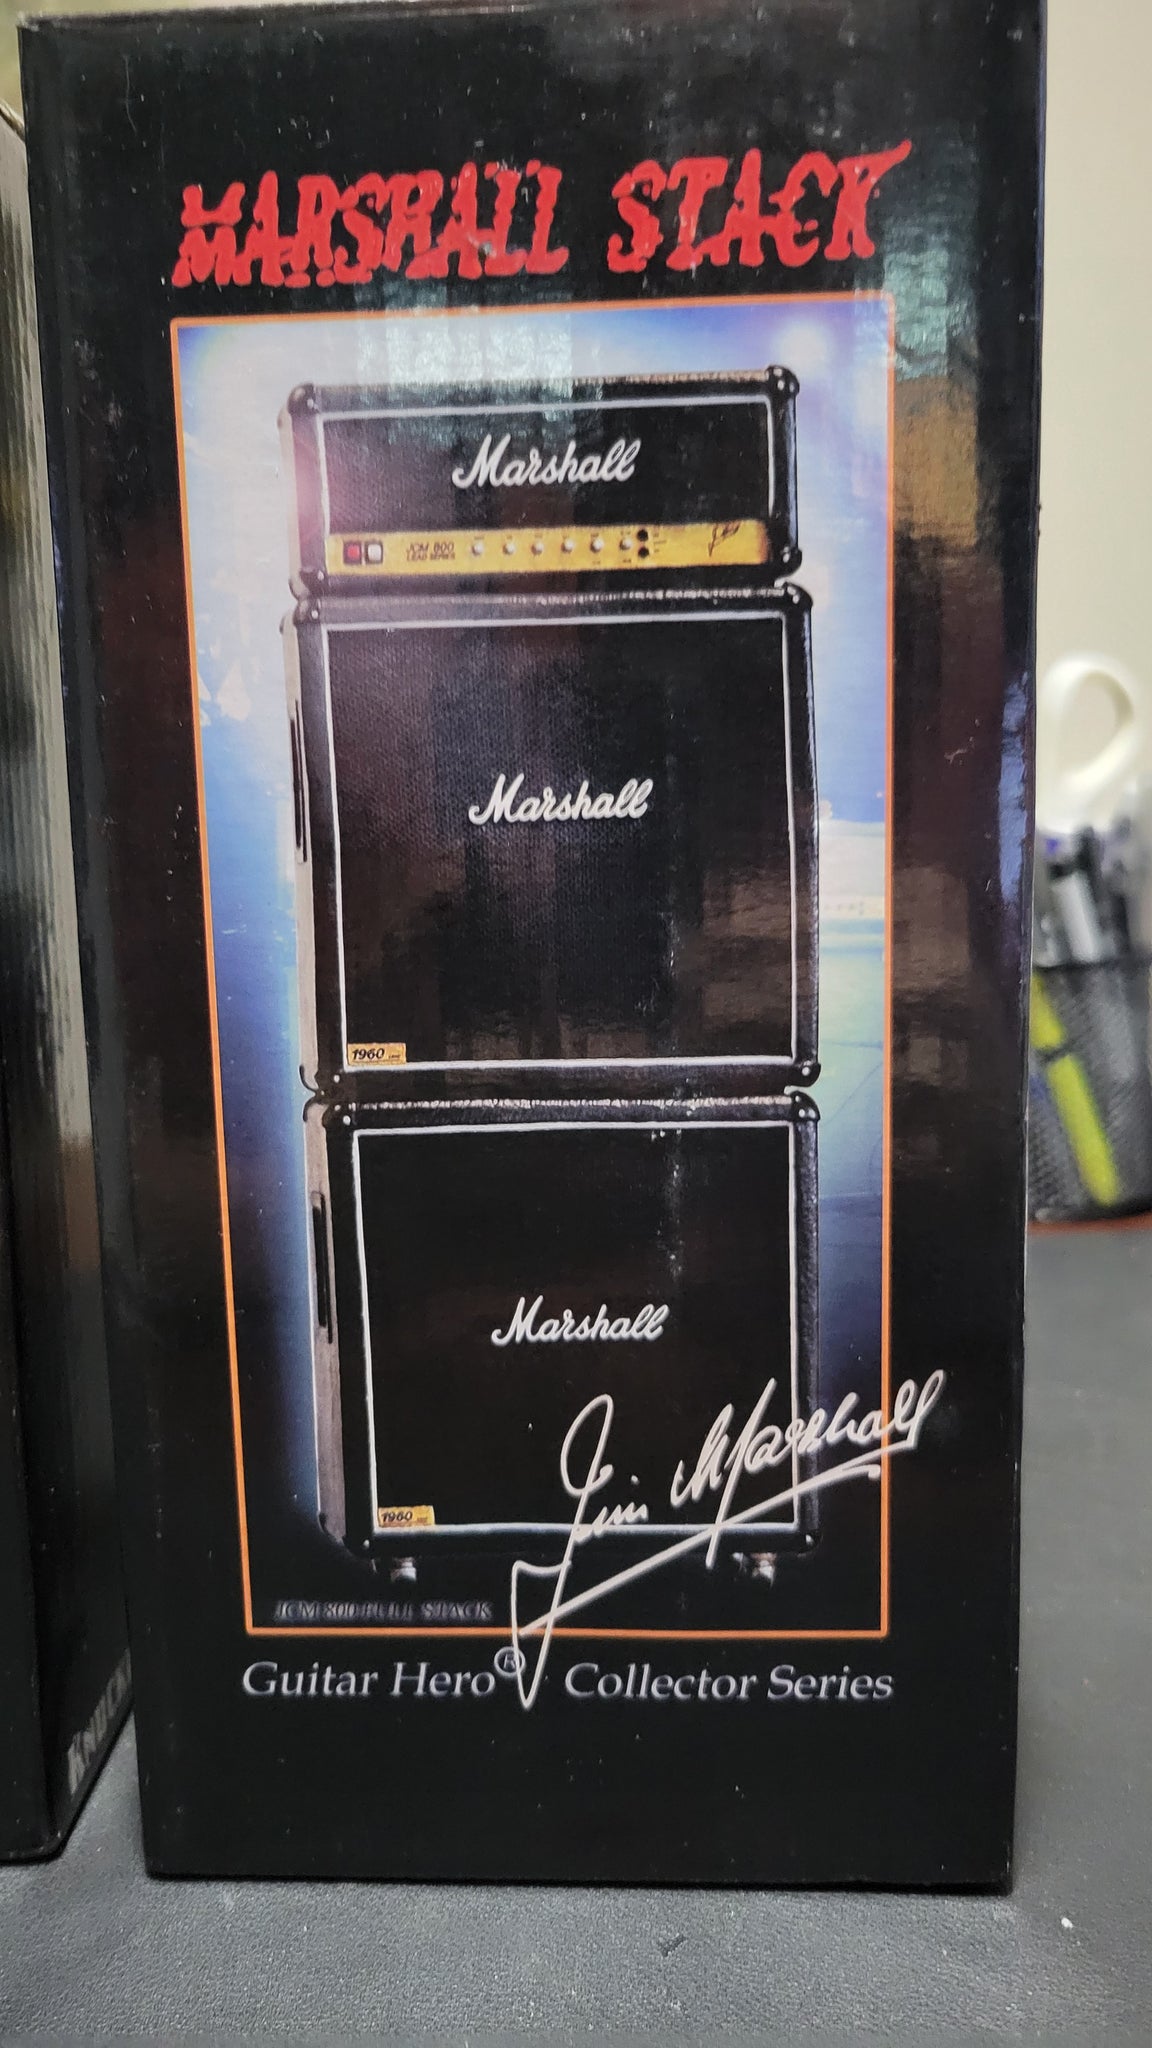 MARSHALL STACK
Marshall
JCM 800
LEAD SERIES
Marshall
1960
Marshall
Jim Marshall
1960
JCM 800 FULL STACK
Guitar Hero® Collector Series